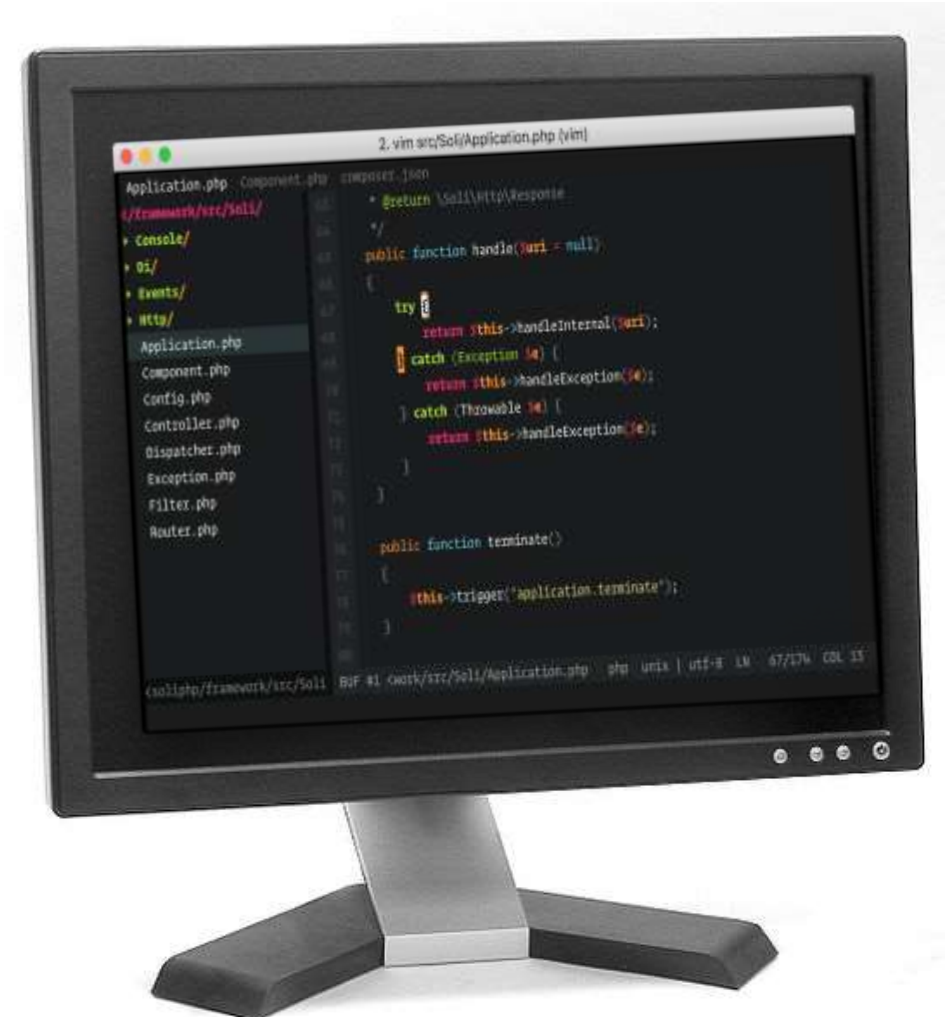 2. vim src/Soli/Application.php (vim)
Application.php Component.php composer.json
</framework/src/Soli/
▸ Console/
▸ Di/
▸ Events/
▸ Http/
Application.php
Component.php
Config.php
Controller.php
Dispatcher.php
Exception.php
Filter.php
Router.php
<soliphp/framework/src/Soli
* @return \Soli\Http\Response
*/
public function handle($uri = null)
{
try {
return $this->handleInternal($uri);
} catch (Exception $e) {
return $this->handleException($e);
} catch (Throwable $e) {
return $this->handleException($e);
}
}
public function terminate()
{
$this->trigger("application.terminate");
}
BUF #1 <work/src/Soli/Application.php php unix | utf-8 LN 67/174 COL 13